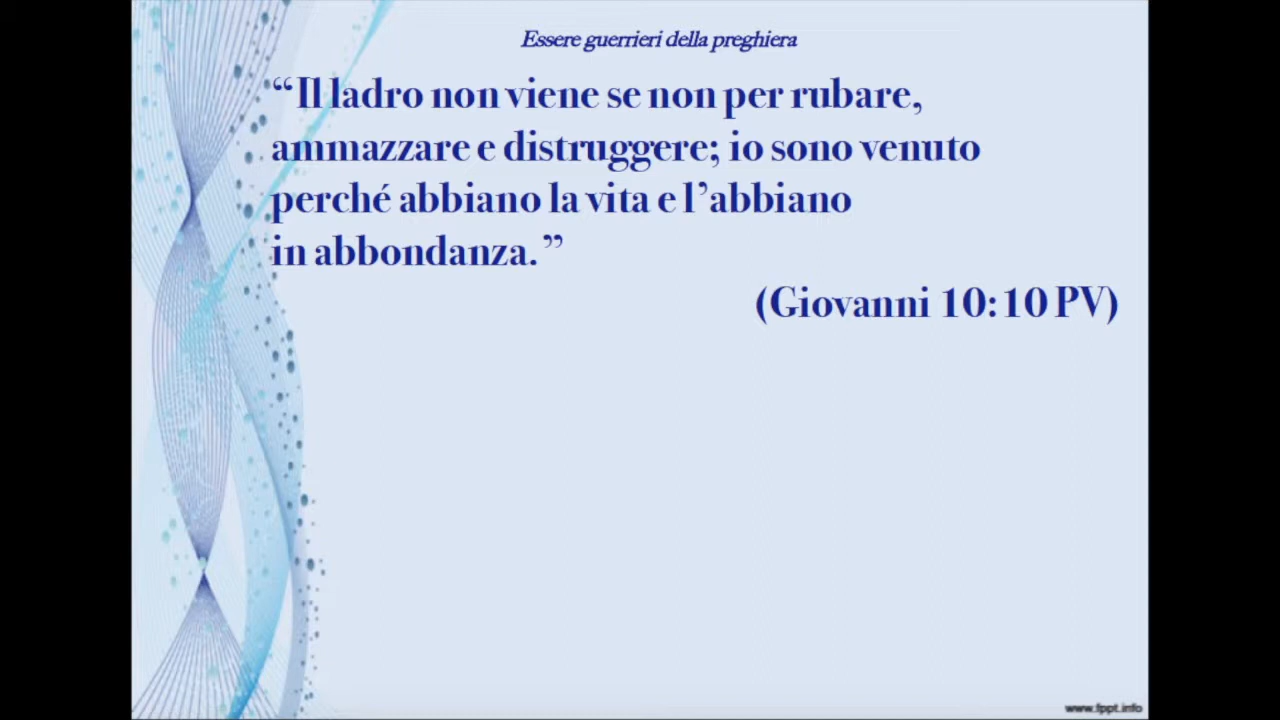 Essere guerrieri della preghiera
“Il ladro non viene se non per rubare,
ammazzare e distruggere; io sono venuto
perché abbiano la vita e l’abbiano
in abbondanza.”
(Giovanni 10:10 PV)
www.fppt.info